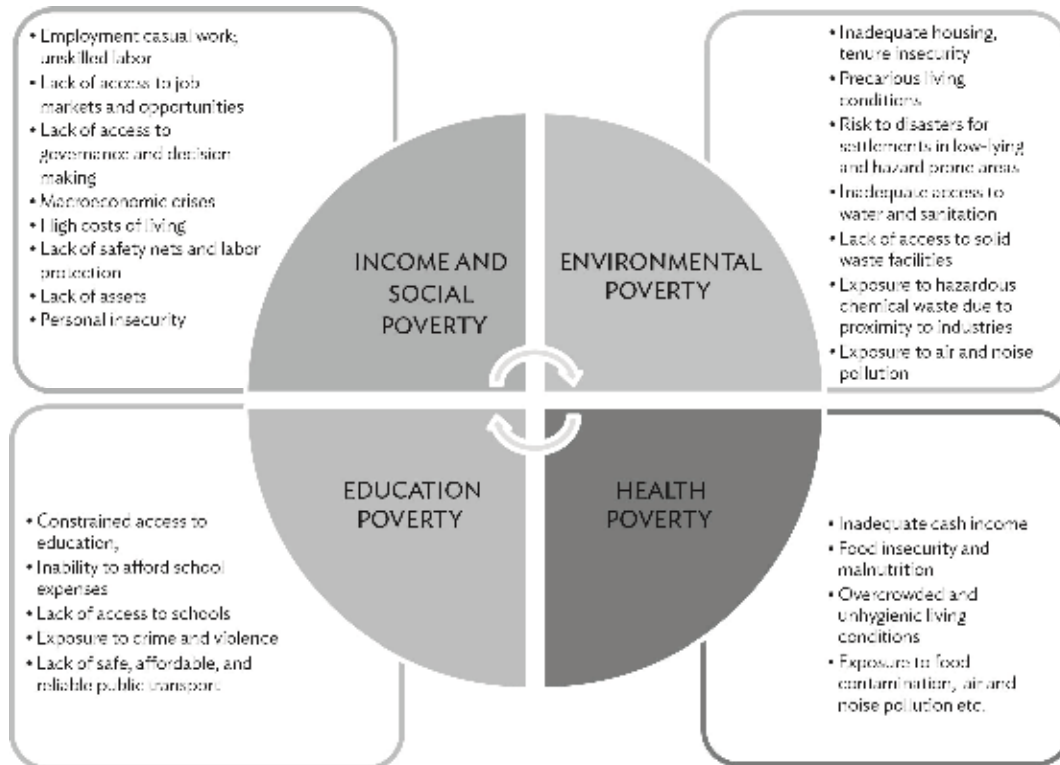 • Employment casual work;
unskilled labor
• Lack of access to job
markets and opportunities
• Lack of access to
governance and decision
making
• Macroeconomic crises
• High costs of living
• Lack of safety nets and labor
protection
• Lack of assets
• Personal insecurity
INCOME AND
SOCIAL
POVERTY
ENVIRONMENTAL
POVERTY
• Inadequate housing,
tenure insecurity
• Precarious living
conditions
• Risk to disasters for
settlements in low-lying
and hazard prone areas
• Inadequate access to
water and sanitation
• Lack of access to solid
waste facilities
• Exposure to hazardous
chemical waste due to
proximity to industries
• Exposure to air and noise
pollution
• Constrained access to
education,
• Inability to afford school
expenses
• Lack of access to schools
• Exposure to crime and violence
• Lack of safe, affordable, and
reliable public transport
EDUCATION
POVERTY
HEALTH
POVERTY
• Inadequate cash income
• Food insecurity and
malnutrition
• Overcrowded and
unhygienic living
conditions
• Exposure to food
contamination, air and
noise pollution etc.